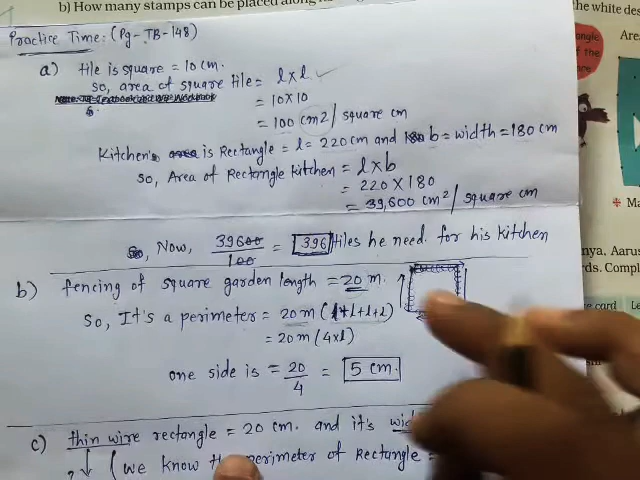 b) How many stamps can be placed along
Practice Time: (Pg-TB-148)
a) tile is square = 10 cm.
so, area of square tile = l x l
= 10 x 10
= 100 cm2 / square cm
Kitchen's is Rectangle = l = 220 cm and b = width = 180 cm
so, Area of Rectangle kitchen = l x b
= 220 x 180
= 39,600 cm² / square cm
so, Now, 39600/100 = 396 tiles he need for his kitchen
b) fencing of square garden length = 20 m.
So, It's a perimeter = 20 m (l+l+l+l)
= 20 m (4xl)
one side is = 20/4 = 5 cm.
c) thin wire rectangle = 20 cm. and it's
(we know the perimeter of Rectangle =
the white
angle
f the
Are
Ma
nya, Aarus
rds. Compl
e card